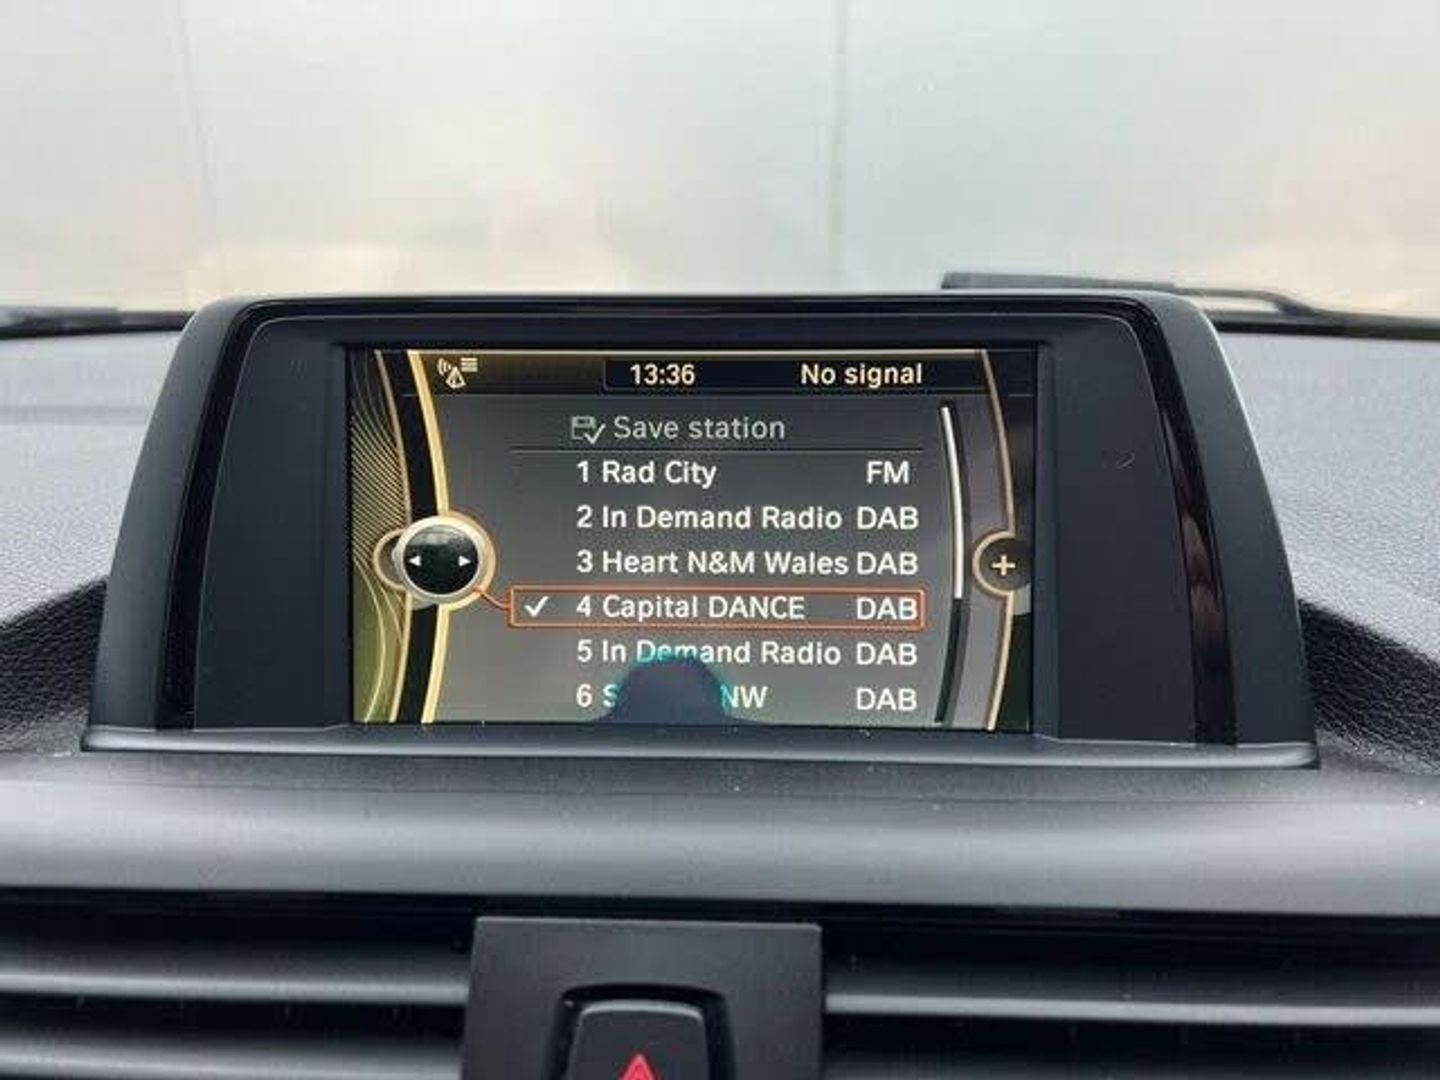 13:36 No signal
Save station
1 Rad City FM
2 In Demand Radio DAB
3 Heart N&M Wales DAB
4 Capital DANCE DAB
5 In Demand Radio DAB
6 NW DAB